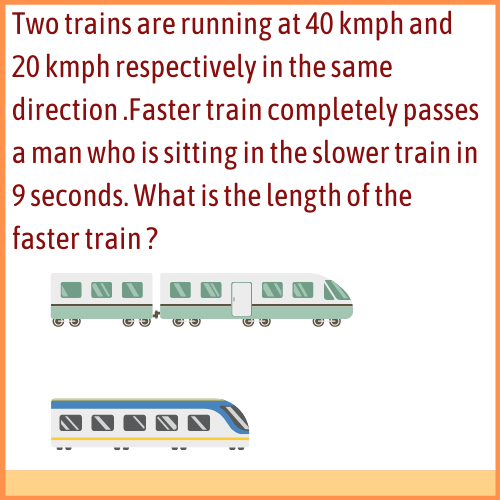 Two trains are running at 40 kmph and
20 kmph respectively in the same
direction .Faster train completely passes
a man who is sitting in the slower train in
9 seconds. What is the length of the
faster train ?